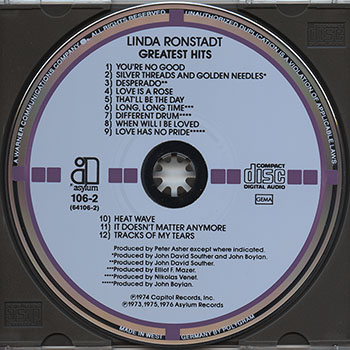 A WARNER COMMUNICATIONS COMPANY. ALL RIGHTS RESERVED.
UNAUTHORIZED DUPLICATION IS A VIOLATION OF APPLICABLE LAWS
LINDA RONSTADT
GREATEST HITS
1) YOU'RE NO GOOD
2) SILVER THREADS AND GOLDEN NEEDLES*
3) DESPERADO**
4) LOVE IS A ROSE
5) THAT'LL BE THE DAY
6) LONG, LONG TIME***
7) DIFFERENT DRUM****
8) WHEN WILL I BE LOVED
9) LOVE HAS NO PRIDE*****
asylum
106-2
(64106-2)
COMPACT
disc
DIGITAL AUDIO
GEMA
10) HEAT WAVE
11) IT DOESN'T MATTER ANYMORE
12) TRACKS OF MY TEARS
Produced by Peter Asher except where indicated.
*Produced by John David Souther and John Boylan.
**Produced by John David Souther.
***Produced by Elliot F. Mazer.
****Produced by Nikolas Venet.
*****Produced by John Boylan.
Ⓟ1974 Capitol Records, Inc.
Ⓟ1973, 1975, 1976 Asylum Records
MADE IN WEST GERMANY BY POLYGRAM